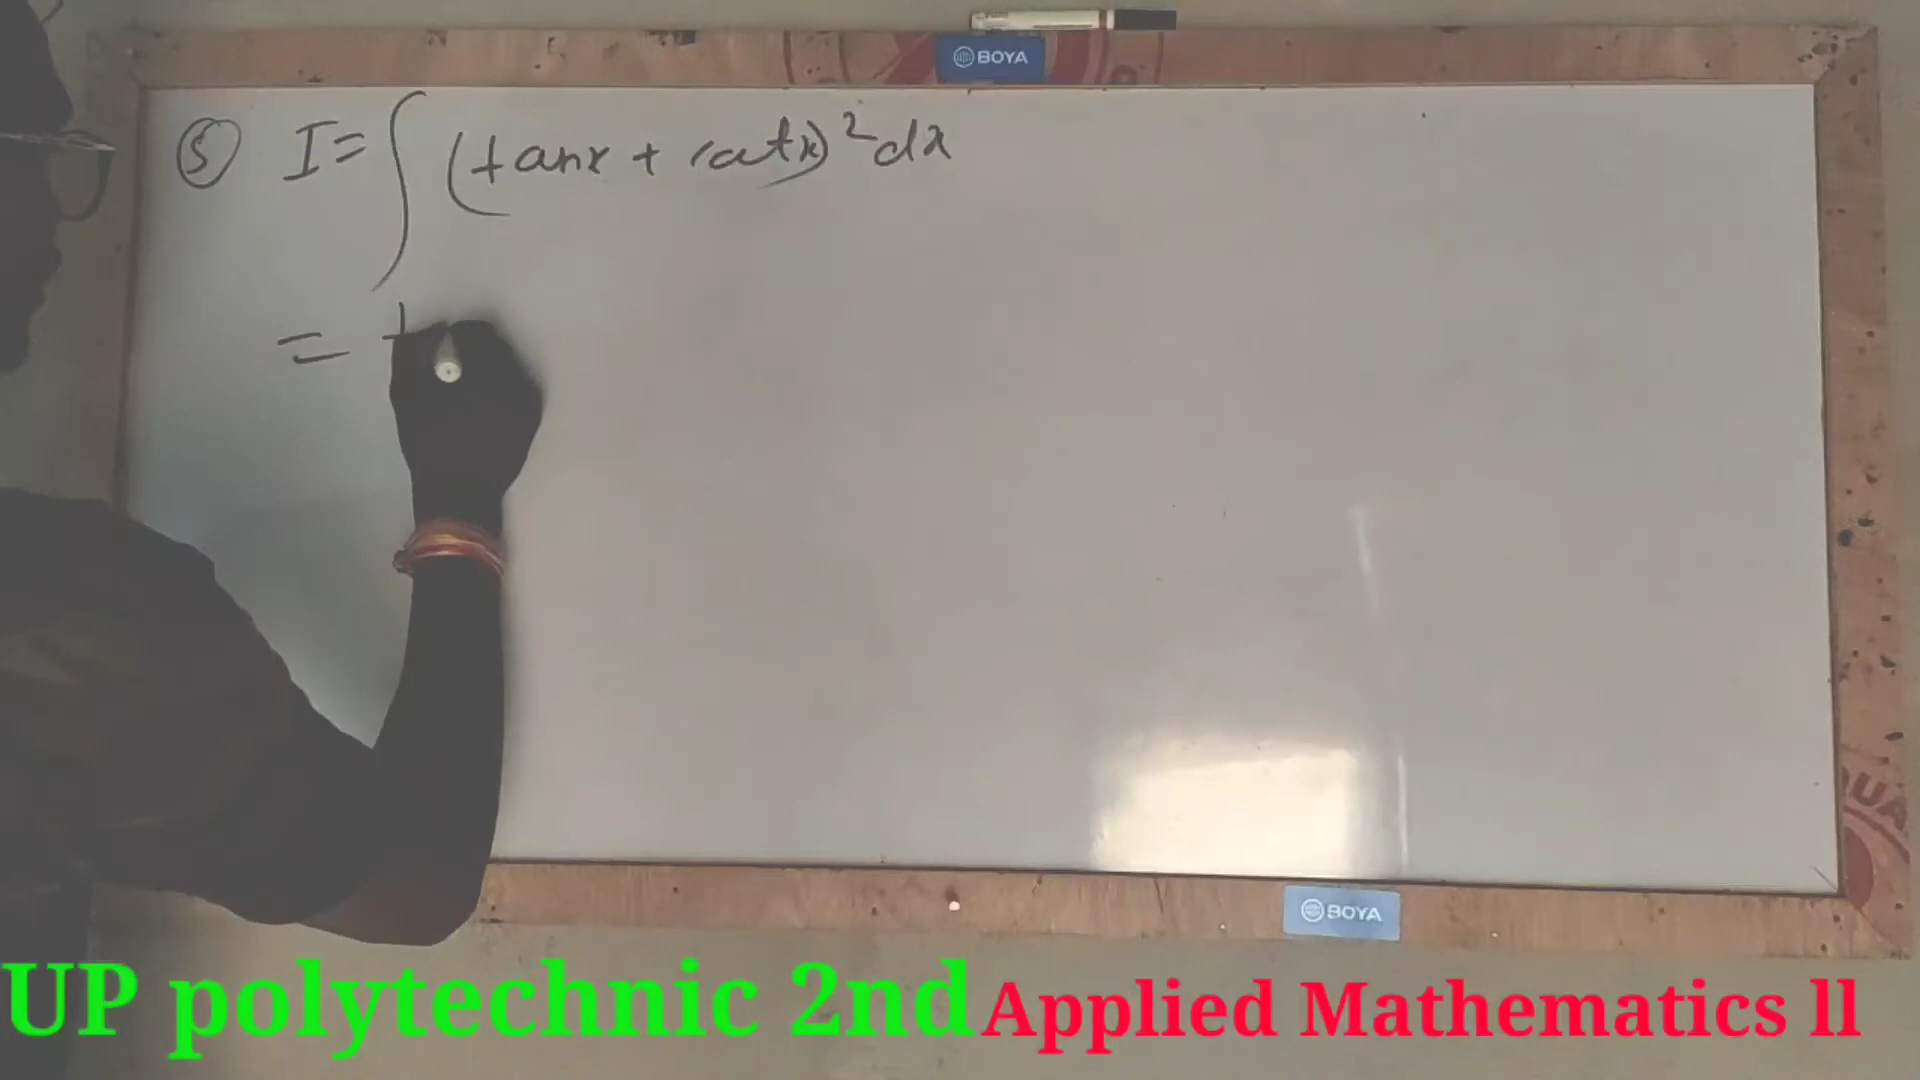 BOYA
⑤ I = ∫ (tanx + cotx)² dx
= t
BOYA
UP polytechnic 2nd Applied Mathematics ll